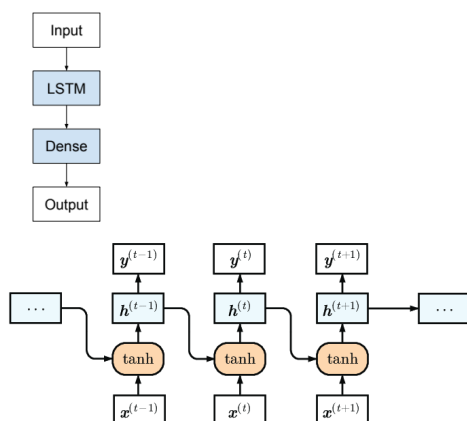 Input
LSTM
Dense
Output
y^(t−1) y^(t) y^(t+1)
... h^(t−1) h^(t) h^(t+1) ...
tanh tanh tanh
x^(t−1) x^(t) x^(t+1)